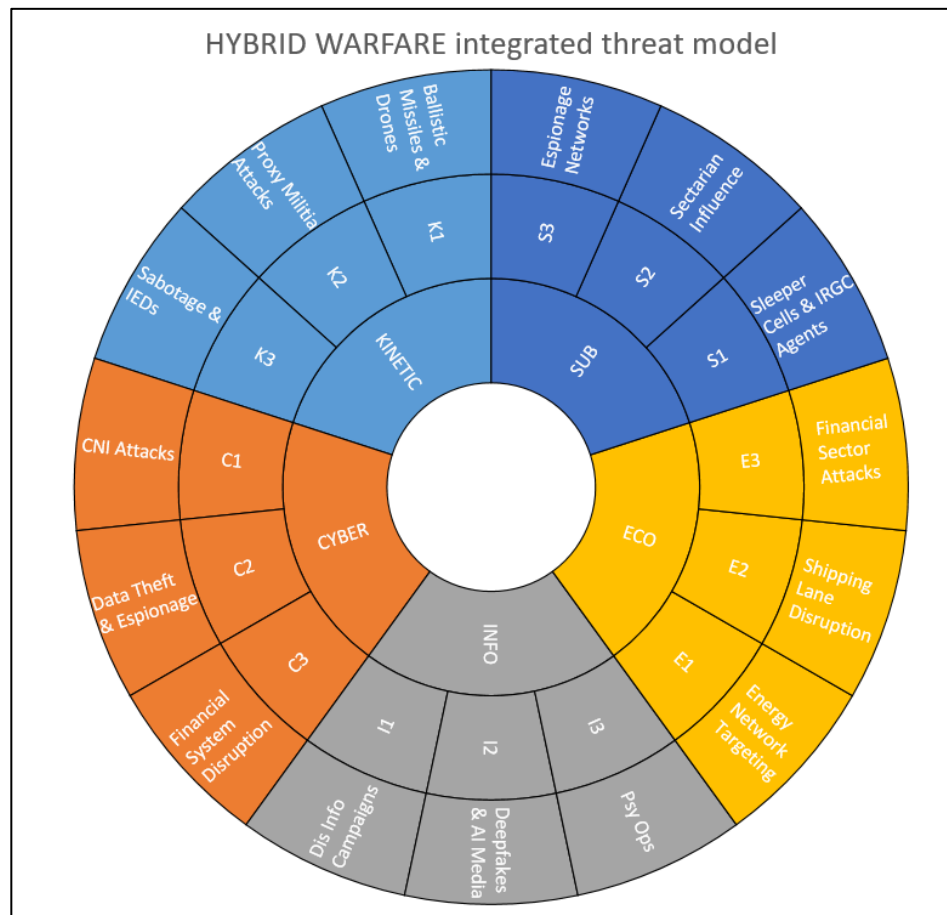 HYBRID WARFARE integrated threat model
Ballistic
Missiles &
Drones
K1
Proxy Militia
Attacks
K2
Sabotage &
IEDs
K3
KINETIC
Espionage
Networks
S3
Sectarian
Influence
S2
Sleeper
Cells & IRGC
Agents
S1
SUB
Financial
Sector
Attacks
E3
Shipping
Lane
Disruption
E2
Energy
Network
Targeting
E1
ECO
CNI Attacks
C1
Data Theft
& Espionage
C2
Financial
System
Disruption
C3
CYBER
INFO
I1
Dis Info
Campaigns
I2
Deepfakes
& AI Media
I3
Psy Ops